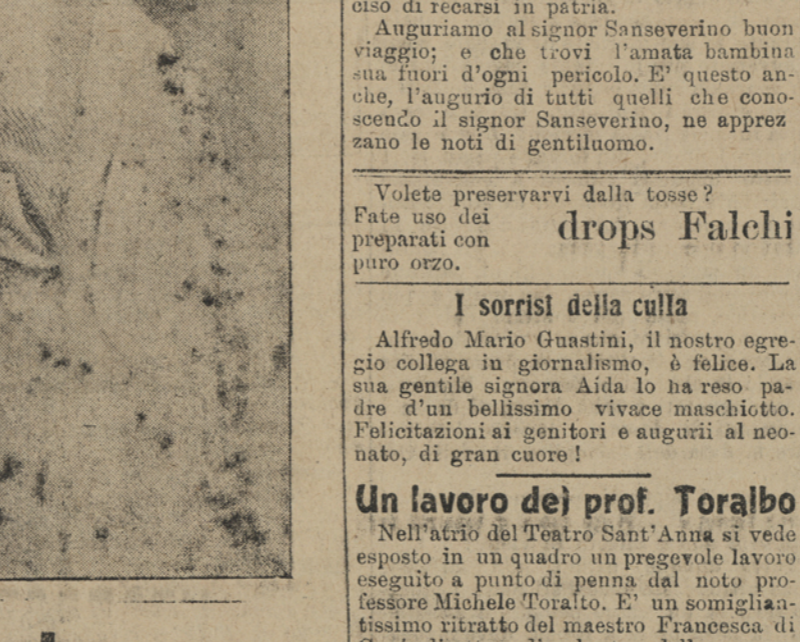 ciso di recarsi in patria.
Auguriamo al signor Sanseverino buon
viaggio; e che trovi l'amata bambina
sua fuori d'ogni pericolo. E' questo an-
che, l'augurio di tutti quelli che cono-
scendo il signor Sanseverino, ne apprez
zano le noti di gentiluomo.
Volete preservarvi dalla tosse?
Fate uso dei
preparati con
puro orzo.
drops Falchi
I sorrisi della culla
Alfredo Mario Guastini, il nostro egre-
gio collega in giornalismo, è felice. La
sua gentile signora Aida lo ha reso pa-
dre d'un bellissimo vivace maschiotto.
Felicitazioni ai genitori e augurii al neo-
nato, di gran cuore!
Un lavoro del prof. Toralbo
Nell'atrio del Teatro Sant'Anna si vede
esposto in un quadro un pregevole lavoro
eseguito a punto di penna dal noto pro-
fessore Michele Toralto. E' un somiglian-
tissimo ritratto del maestro Francesca di